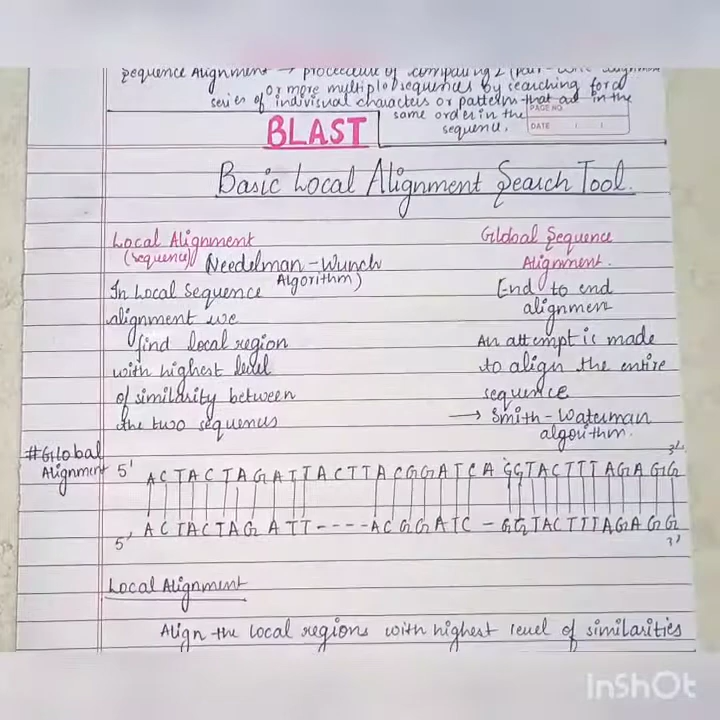 Sequence Alignment → proceedure of comparing 2 (pair-wise
or more multiple) sequences by searching for a
series of indivisual characters or pattern that are in the
same order in the
sequence.
PAGE NO.
DATE
BLAST
Basic Local Alignment Search Tool.
Local Alignment
(sequence) Needelman-Wunch
Algorithm)
In Local Sequence
alignment we
find local region
with highest level
of similarity between
the two sequences
Global Sequence
Alignment.
End to end
alignment
An attempt is made
to align the entire
sequence
→ Smith-Waterman
algorithm.
#Global
Alignment
5' ACTACTAGATTACTTACGGATCAGGTACTTTAGAGG 3'
5' ACTACTAGATT----ACGGATC-GGTACTTTAGAGG 3'
Local Alignment
Align the local regions with highest level of similarities
InShOt